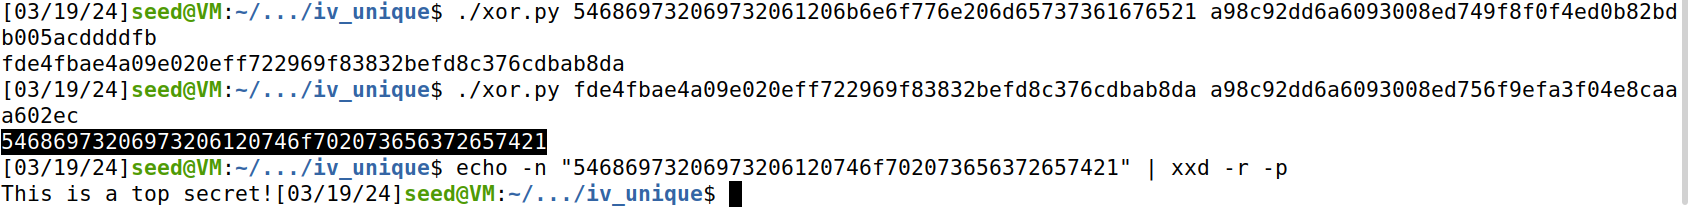 [03/19/24]seed@VM:~/.../iv_unique$ ./xor.py 546869732069732061206b6e6f776e206d65737361676521 a98c92dd6a6093008ed749f8f0f4ed0b82bd
b005acddddfb
fde4fbae4a09e020eff722969f83832befd8c376cdbab8da
[03/19/24]seed@VM:~/.../iv_unique$ ./xor.py fde4fbae4a09e020eff722969f83832befd8c376cdbab8da a98c92dd6a6093008ed756f9efa3f04e8caa
a602ec
54686973206973206120746f702073656372657421
[03/19/24]seed@VM:~/.../iv_unique$ echo -n "54686973206973206120746f702073656372657421" | xxd -r -p
This is a top secret![03/19/24]seed@VM:~/.../iv_unique$